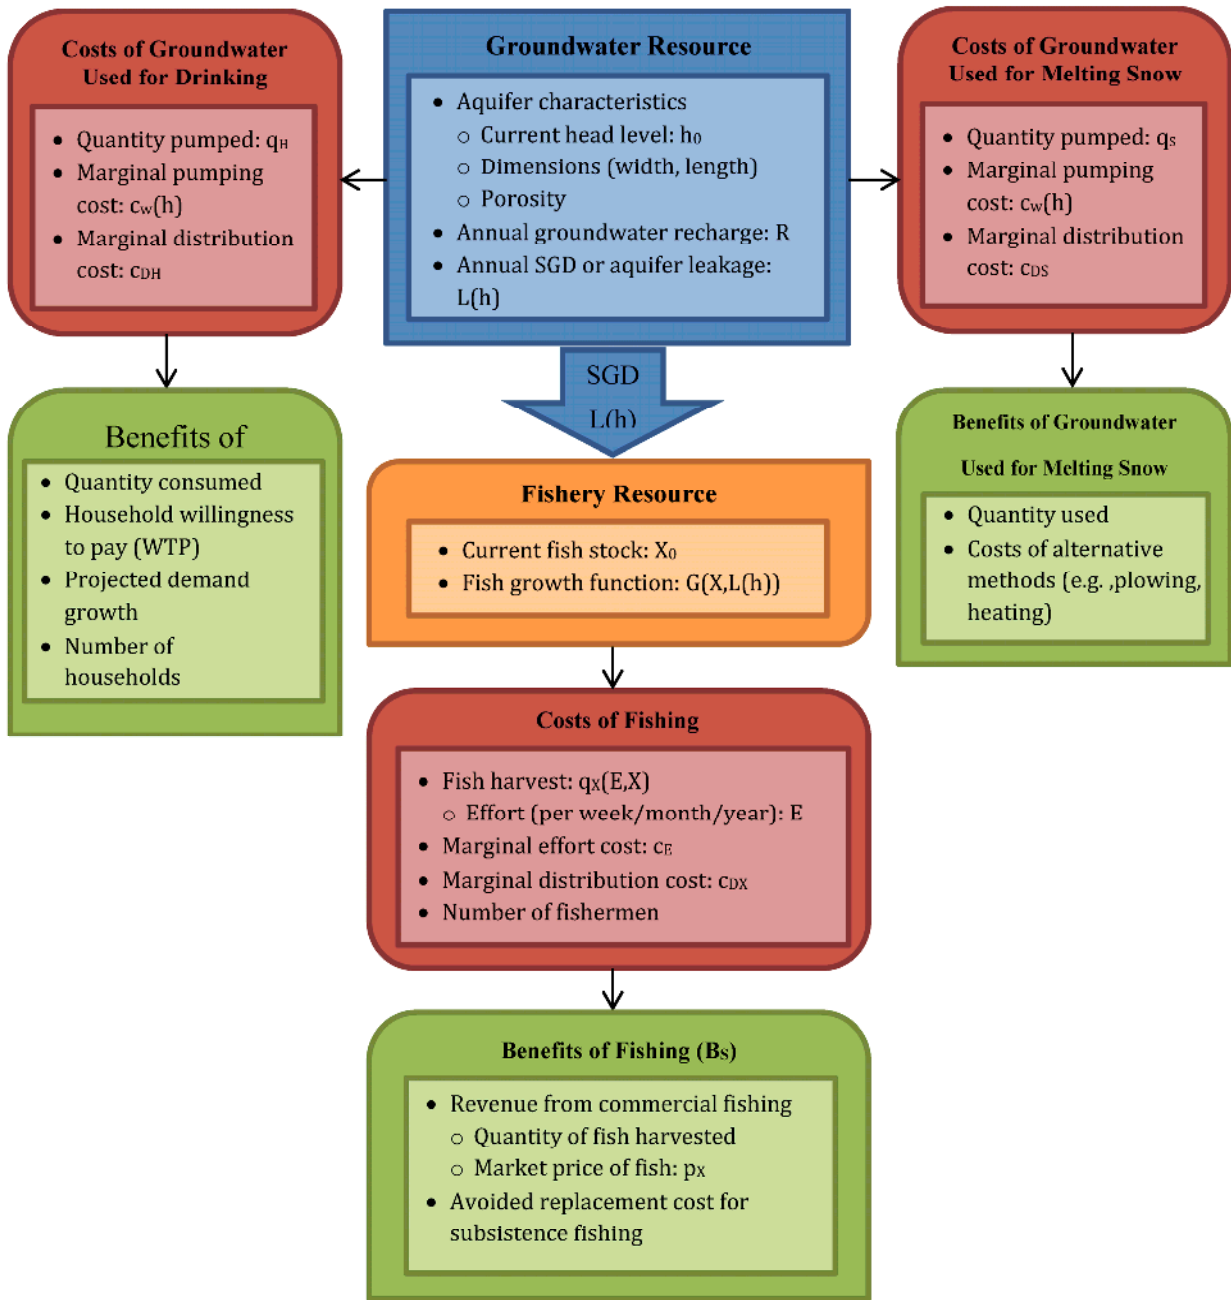 Costs of Groundwater
Used for Drinking
• Quantity pumped: qH
• Marginal pumping
cost: cw(h)
• Marginal distribution
cost: cDH
Groundwater Resource
• Aquifer characteristics
o Current head level: h0
o Dimensions (width, length)
o Porosity
• Annual groundwater recharge: R
• Annual SGD or aquifer leakage:
L(h)
Costs of Groundwater
Used for Melting Snow
• Quantity pumped: qS
• Marginal pumping
cost: cw(h)
• Marginal distribution
cost: cDS
SGD
L(h)
Benefits of
• Quantity consumed
• Household willingness
to pay (WTP)
• Projected demand
growth
• Number of
households
Fishery Resource
• Current fish stock: X0
• Fish growth function: G(X,L(h))
Benefits of Groundwater
Used for Melting Snow
• Quantity used
• Costs of alternative
methods (e.g. ,plowing,
heating)
Costs of Fishing
• Fish harvest: qX(E,X)
o Effort (per week/month/year): E
• Marginal effort cost: cE
• Marginal distribution cost: cDX
• Number of fishermen
Benefits of Fishing (BS)
• Revenue from commercial fishing
o Quantity of fish harvested
o Market price of fish: pX
• Avoided replacement cost for
subsistence fishing